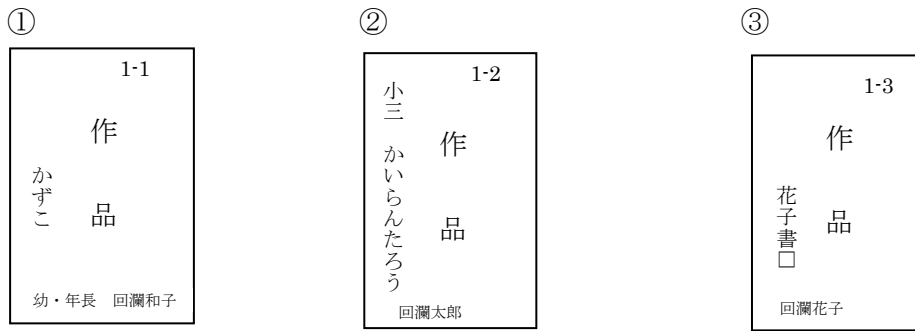 ①
1-1
作品
かずこ
幼・年長 回瀾和子
②
1-2
作品
小三 かいらんたろう
回瀾太郎
③
1-3
作品
花子書□
回瀾花子